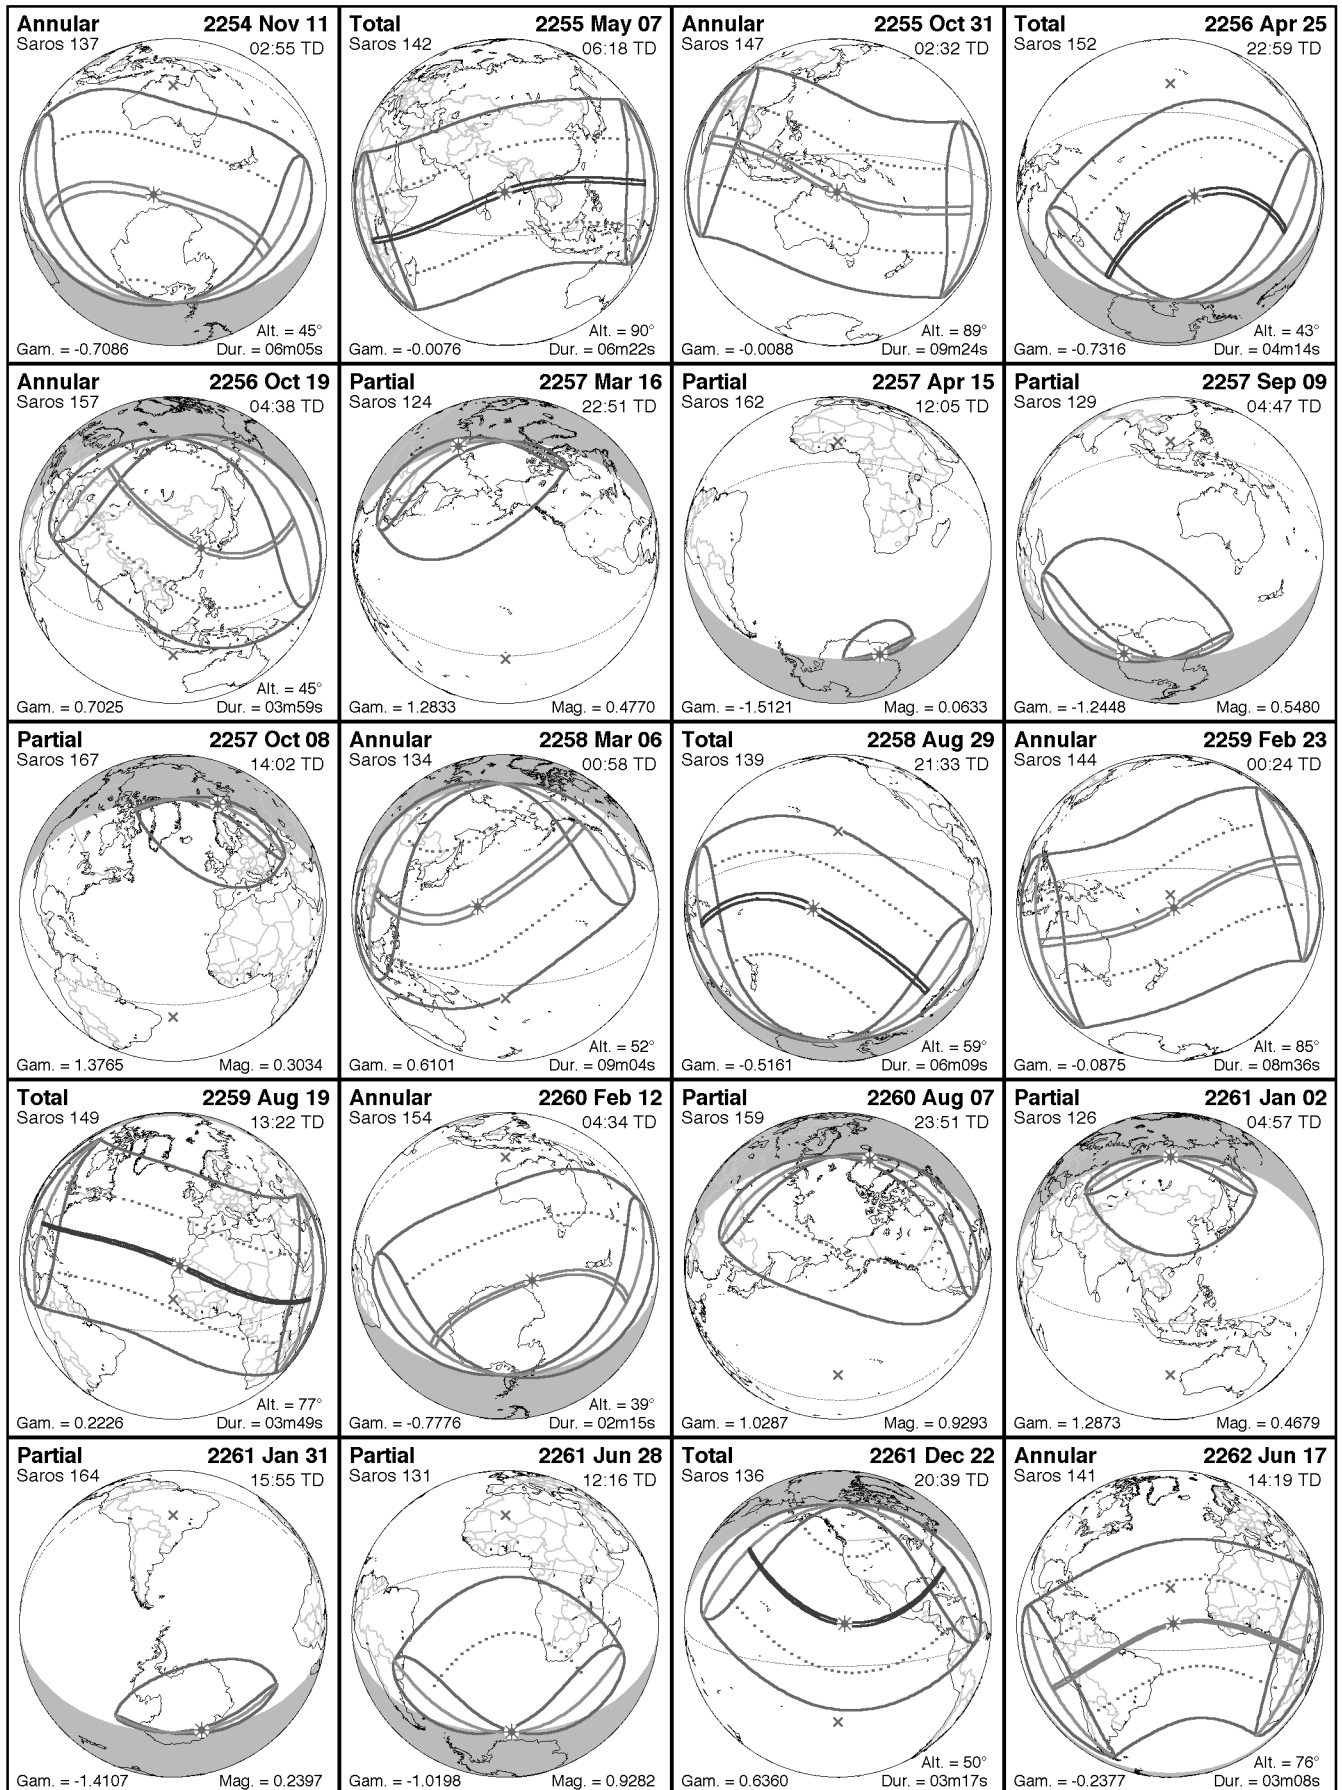 Annular 2254 Nov 11
Saros 137 02:55 TD
Alt. = 45°
Gam. = -0.7086 Dur. = 06m05s
Total 2255 May 07
Saros 142 06:18 TD
Alt. = 90°
Gam. = -0.0076 Dur. = 06m22s
Annular 2255 Oct 31
Saros 147 02:32 TD
Alt. = 89°
Gam. = -0.0088 Dur. = 09m24s
Total 2256 Apr 25
Saros 152 22:59 TD
Alt. = 43°
Gam. = -0.7316 Dur. = 04m14s
Annular 2256 Oct 19
Saros 157 04:38 TD
Alt. = 45°
Gam. = 0.7025 Dur. = 03m59s
Partial 2257 Mar 16
Saros 124 22:51 TD
Gam. = 1.2833 Mag. = 0.4770
Partial 2257 Apr 15
Saros 162 12:05 TD
Gam. = -1.5121 Mag. = 0.0633
Partial 2257 Sep 09
Saros 129 04:47 TD
Gam. = -1.2448 Mag. = 0.5480
Partial 2257 Oct 08
Saros 167 14:02 TD
Gam. = 1.3765 Mag. = 0.3034
Annular 2258 Mar 06
Saros 134 00:58 TD
Alt. = 52°
Gam. = 0.6101 Dur. = 09m04s
Total 2258 Aug 29
Saros 139 21:33 TD
Alt. = 59°
Gam. = -0.5161 Dur. = 06m09s
Annular 2259 Feb 23
Saros 144 00:24 TD
Alt. = 85°
Gam. = -0.0875 Dur. = 08m36s
Total 2259 Aug 19
Saros 149 13:22 TD
Alt. = 77°
Gam. = 0.2226 Dur. = 03m49s
Annular 2260 Feb 12
Saros 154 04:34 TD
Alt. = 39°
Gam. = -0.7776 Dur. = 02m15s
Partial 2260 Aug 07
Saros 159 23:51 TD
Gam. = 1.0287 Mag. = 0.9293
Partial 2261 Jan 02
Saros 126 04:57 TD
Gam. = 1.2873 Mag. = 0.4679
Partial 2261 Jan 31
Saros 164 15:55 TD
Gam. = -1.4107 Mag. = 0.2397
Partial 2261 Jun 28
Saros 131 12:16 TD
Gam. = -1.0198 Mag. = 0.9282
Total 2261 Dec 22
Saros 136 20:39 TD
Alt. = 50°
Gam. = 0.6360 Dur. = 03m17s
Annular 2262 Jun 17
Saros 141 14:19 TD
Alt. = 76°
Gam. = -0.2377 Dur. = 03m08s